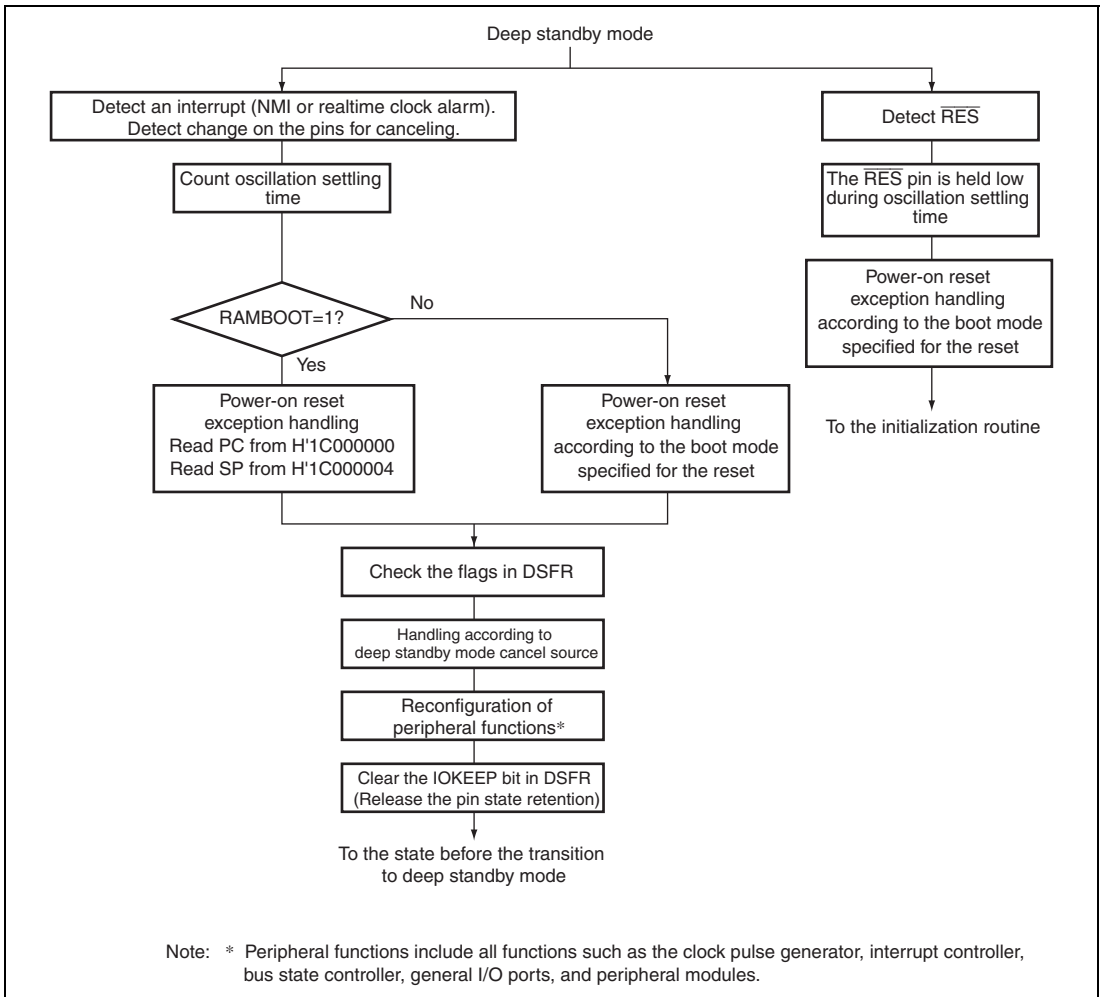 Deep standby mode
Detect an interrupt (NMI or realtime clock alarm).
Detect change on the pins for canceling.
Count oscillation settling
time
RAMBOOT=1?
No
Yes
Power-on reset
exception handling
Read PC from H'1C000000
Read SP from H'1C000004
Power-on reset
exception handling
according to the boot mode
specified for the reset
Detect R̅E̅S̅
The R̅E̅S̅ pin is held low
during oscillation settling
time
Power-on reset
exception handling
according to the boot mode
specified for the reset
To the initialization routine
Check the flags in DSFR
Handling according to
deep standby mode cancel source
Reconfiguration of
peripheral functions*
Clear the IOKEEP bit in DSFR
(Release the pin state retention)
To the state before the transition
to deep standby mode
Note: * Peripheral functions include all functions such as the clock pulse generator, interrupt controller,
bus state controller, general I/O ports, and peripheral modules.